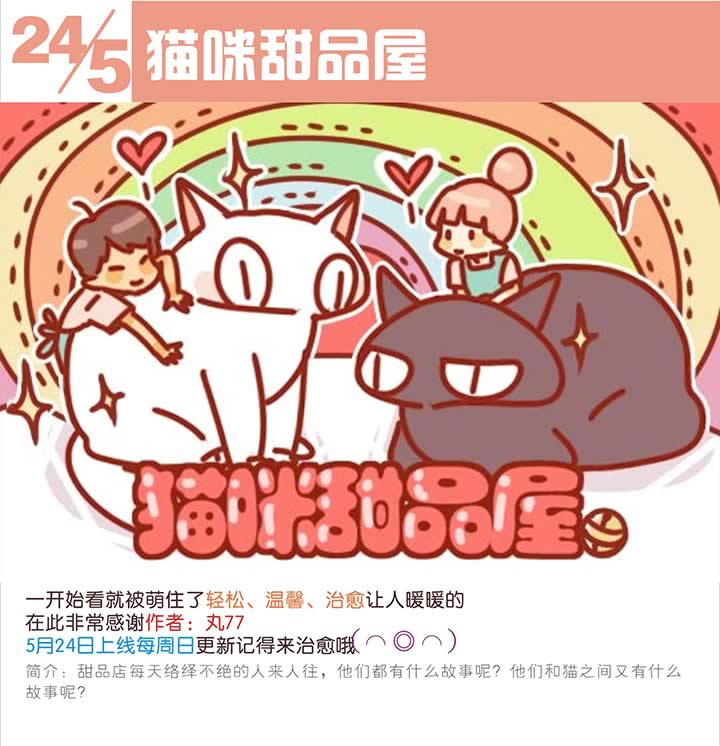 24/5 猫咪甜品屋
猫咪甜品屋
一开始看就被萌住了轻松、温馨、治愈让人暖暖的
在此非常感谢作者：丸77
5月24日上线每周日更新记得来治愈哦(◠◎◠)
简介：甜品店每天络绎不绝的人来人往，他们都有什么故事呢？他们和猫之间又有什么
故事呢？